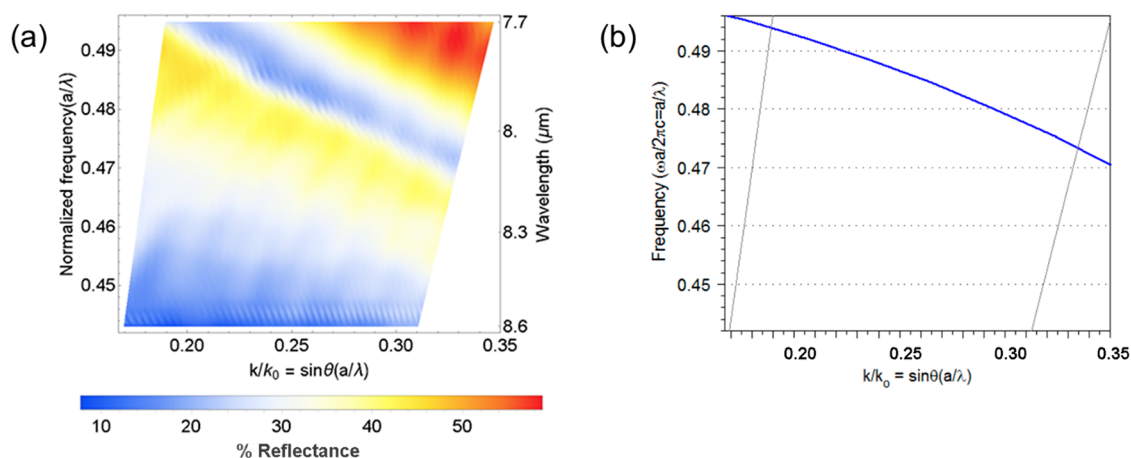 (a)
Normalized frequency(a/λ)
0.49
0.48
0.47
0.46
0.45
7.7
8.
8.3
8.6
Wavelength (μm)
0.20 0.25 0.30 0.35
k/k₀ = sinθ(a/λ)
10 20 30 40 50
% Reflectance
(b)
Frequency (ωa/2πc=a/λ)
0.49
0.48
0.47
0.46
0.45
0.20 0.25 0.30 0.35
k/kₒ = sinθ(a/λ)